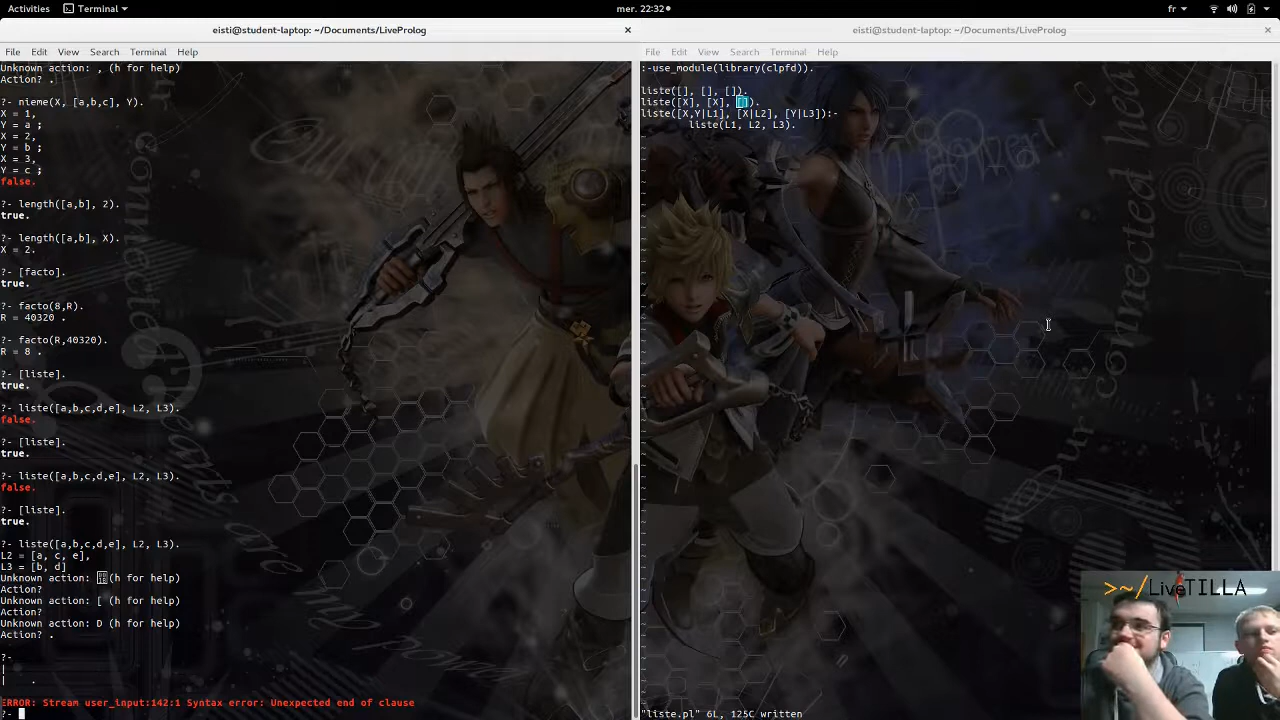 Activities Terminal mer. 22:32 fr
eisti@student-laptop: ~/Documents/LiveProlog
File Edit View Search Terminal Help
Unknown action: , (h for help)
Action? .
?- nieme(X, [a,b,c], Y).
X = 1,
Y = a ;
X = 2,
Y = b ;
X = 3,
Y = c ;
false.
?- length([a,b], 2).
true.
?- length([a,b], X).
X = 2.
?- [facto].
true.
?- facto(8,R).
R = 40320 .
?- facto(R,40320).
R = 8 .
?- [liste].
true.
?- liste([a,b,c,d,e], L2, L3).
false.
?- [liste].
true.
?- liste([a,b,c,d,e], L2, L3).
false.
?- [liste].
true.
?- liste([a,b,c,d,e], L2, L3).
L2 = [a, c, e],
L3 = [b, d]
Unknown action: (h for help)
Action?
Unknown action: [ (h for help)
Action?
Unknown action: D (h for help)
Action? .
?-
|
| .
ERROR: Stream user_input:142:1 Syntax error: Unexpected end of clause
?-
eisti@student-laptop: ~/Documents/LiveProlog
File Edit View Search Terminal Help
:-use_module(library(clpfd)).
liste([], [], []).
liste([X], [X], []).
liste([X,Y|L1], [X|L2], [Y|L3]):-
liste(L1, L2, L3).
"liste.pl" 6L, 125C written
>~/LiveTILLA